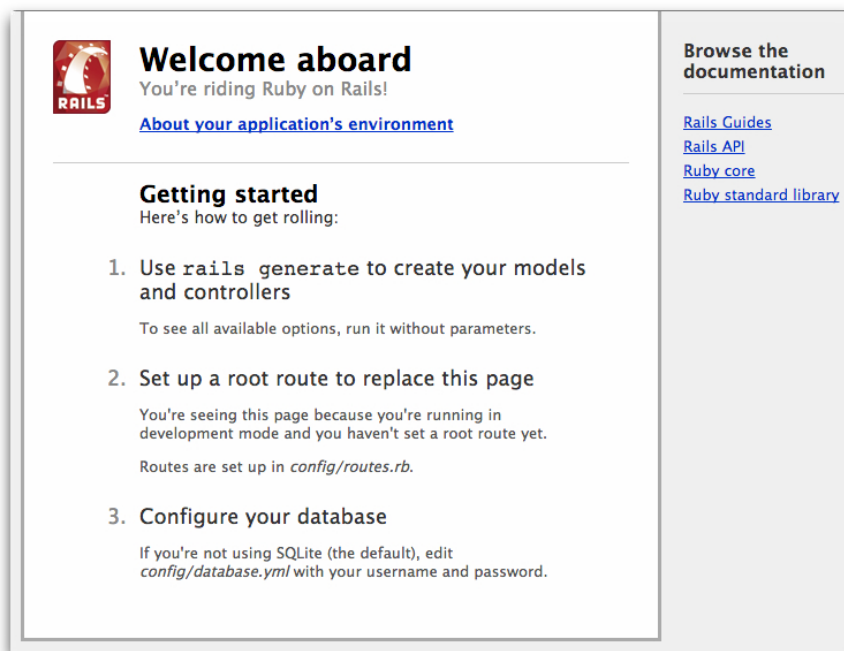 RAILS
Welcome aboard
You're riding Ruby on Rails!
About your application's environment
Getting started
Here's how to get rolling:
1. Use rails generate to create your models
and controllers
To see all available options, run it without parameters.
2. Set up a root route to replace this page
You're seeing this page because you're running in
development mode and you haven't set a root route yet.
Routes are set up in config/routes.rb.
3. Configure your database
If you're not using SQLite (the default), edit
config/database.yml with your username and password.
Browse the
documentation
Rails Guides
Rails API
Ruby core
Ruby standard library